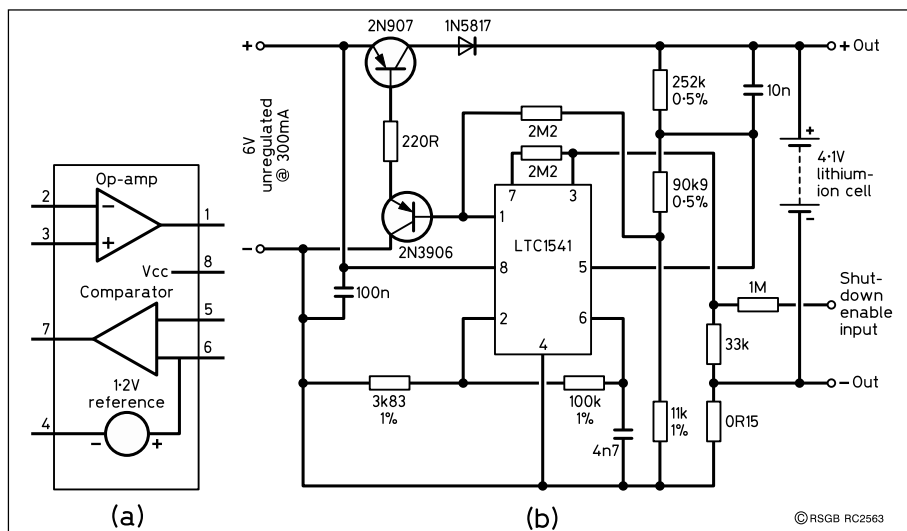 2N907
1N5817
+
+ Out
252k
0·5%
10n
2M2
220R
6V
unregulated
@ 300mA
2M2
+
4·1V
lithium-
ion cell
90k9
0·5%
7
3
Op-amp
2
−
1
3
+
1
LTC1541
−
2N3906
Vcc
8
8
5
Comparator
100n
1M
Shut-
down
enable
input
5
7
6
2
6
33k
4
1·2V
reference
− Out
3k83
1%
100k
1%
11k
1%
0R15
4
−
+
4n7
(a)
(b)
© RSGB RC2563